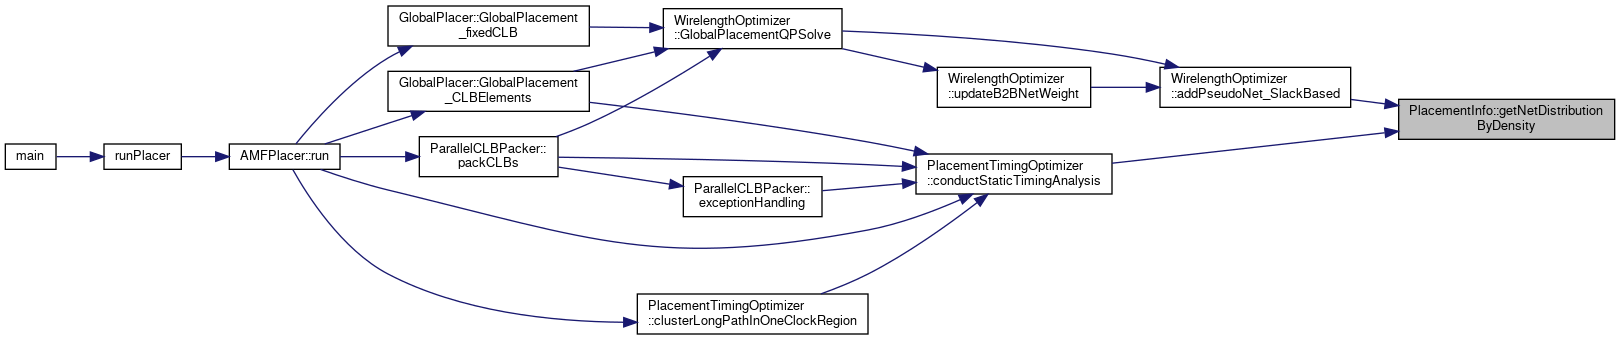 GlobalPlacer::GlobalPlacement
_fixedCLB
WirelengthOptimizer
::GlobalPlacementQPSolve
GlobalPlacer::GlobalPlacement
_CLBElements
WirelengthOptimizer
::updateB2BNetWeight
WirelengthOptimizer
::addPseudoNet_SlackBased
PlacementInfo::getNetDistribution
ByDensity
main
runPlacer
AMFPlacer::run
ParallelCLBPacker::
packCLBs
PlacementTimingOptimizer
::conductStaticTimingAnalysis
ParallelCLBPacker::
exceptionHandling
PlacementTimingOptimizer
::clusterLongPathInOneClockRegion